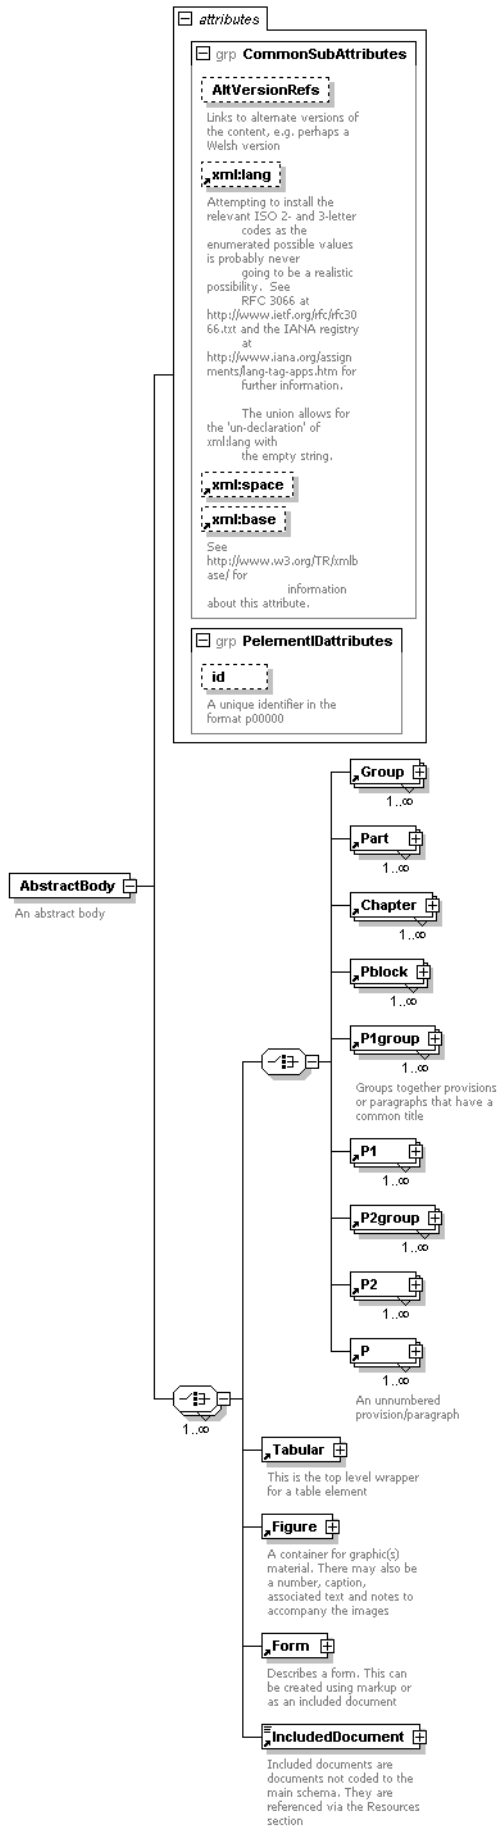 attributes
grp CommonSubAttributes
AltVersionRefs
Links to alternate versions of
the content, e.g. perhaps a
Welsh version
xml:lang
Attempting to install the
relevant ISO 2- and 3-letter
codes as the
enumerated possible values
is probably never
going to be a realistic
possibility. See
RFC 3066 at
http://www.ietf.org/rfc/rfc30
66.txt and the IANA registry
at
http://www.iana.org/assign
ments/lang-tag-apps.htm for
further information.
The union allows for
the 'un-declaration' of
xml:lang with
the empty string.
xml:space
xml:base
See
http://www.w3.org/TR/xmlb
ase/ for
information
about this attribute.
grp PelementIDattributes
id
A unique identifier in the
format p00000
AbstractBody
An abstract body
Group
1..∞
Part
1..∞
Chapter
1..∞
Pblock
1..∞
P1group
1..∞
Groups together provisions
or paragraphs that have a
common title
P1
1..∞
P2group
1..∞
P2
1..∞
P
1..∞
An unnumbered
provision/paragraph
1..∞
Tabular
This is the top level wrapper
for a table element
Figure
A container for graphic(s)
material. There may also be
a number, caption,
associated text and notes to
accompany the images
Form
Describes a form. This can
be created using markup or
as an included document
IncludedDocument
Included documents are
documents not coded to the
main schema. They are
referenced via the Resources
section